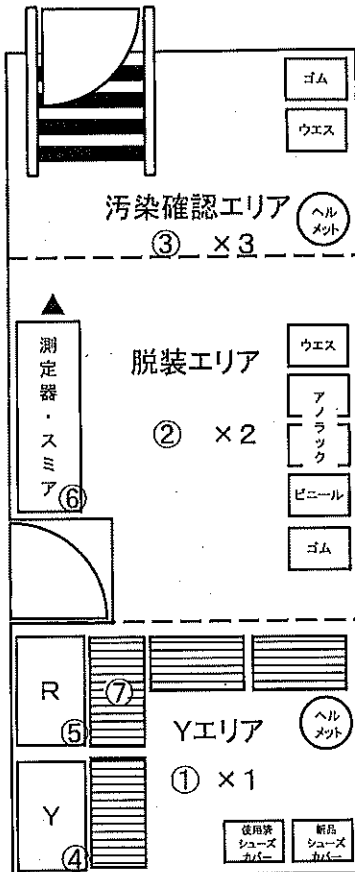 ゴム
ウエス
汚染確認エリア
ヘル
メット
③ ×3
測定器・スミア
⑥
脱装エリア
② ×2
ウエス
アノラック
ビニール
ゴム
R
⑤
⑦
Yエリア
ヘル
メット
① ×1
Y
④
使用済
シューズ
カバー
新品
シューズ
カバー